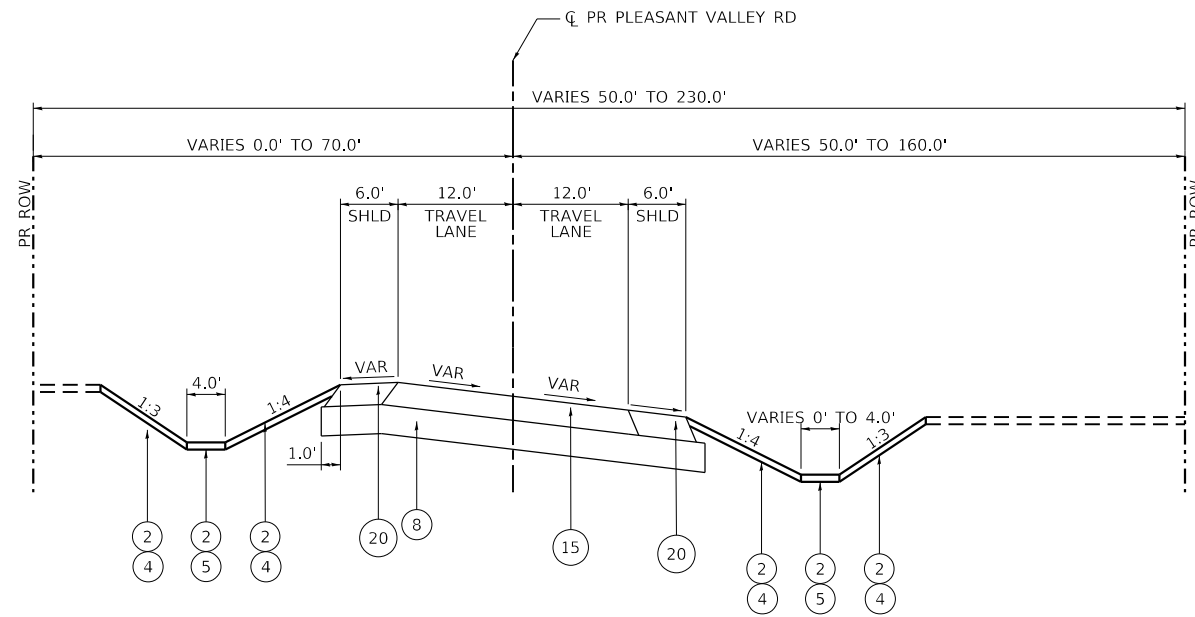 ℄ PR PLEASANT VALLEY RD
VARIES 50.0' TO 230.0'
VARIES 0.0' TO 70.0'
VARIES 50.0' TO 160.0'
PR ROW
PR ROW
6.0'
12.0'
12.0'
6.0'
SHLD
TRAVEL
LANE
TRAVEL
LANE
SHLD
VAR
VAR
VAR
1:3
4.0'
1:4
1.0'
1:4
VARIES 0' TO 4.0'
1:3
2
4
2
5
2
4
20
8
15
20
2
4
2
5
2
4